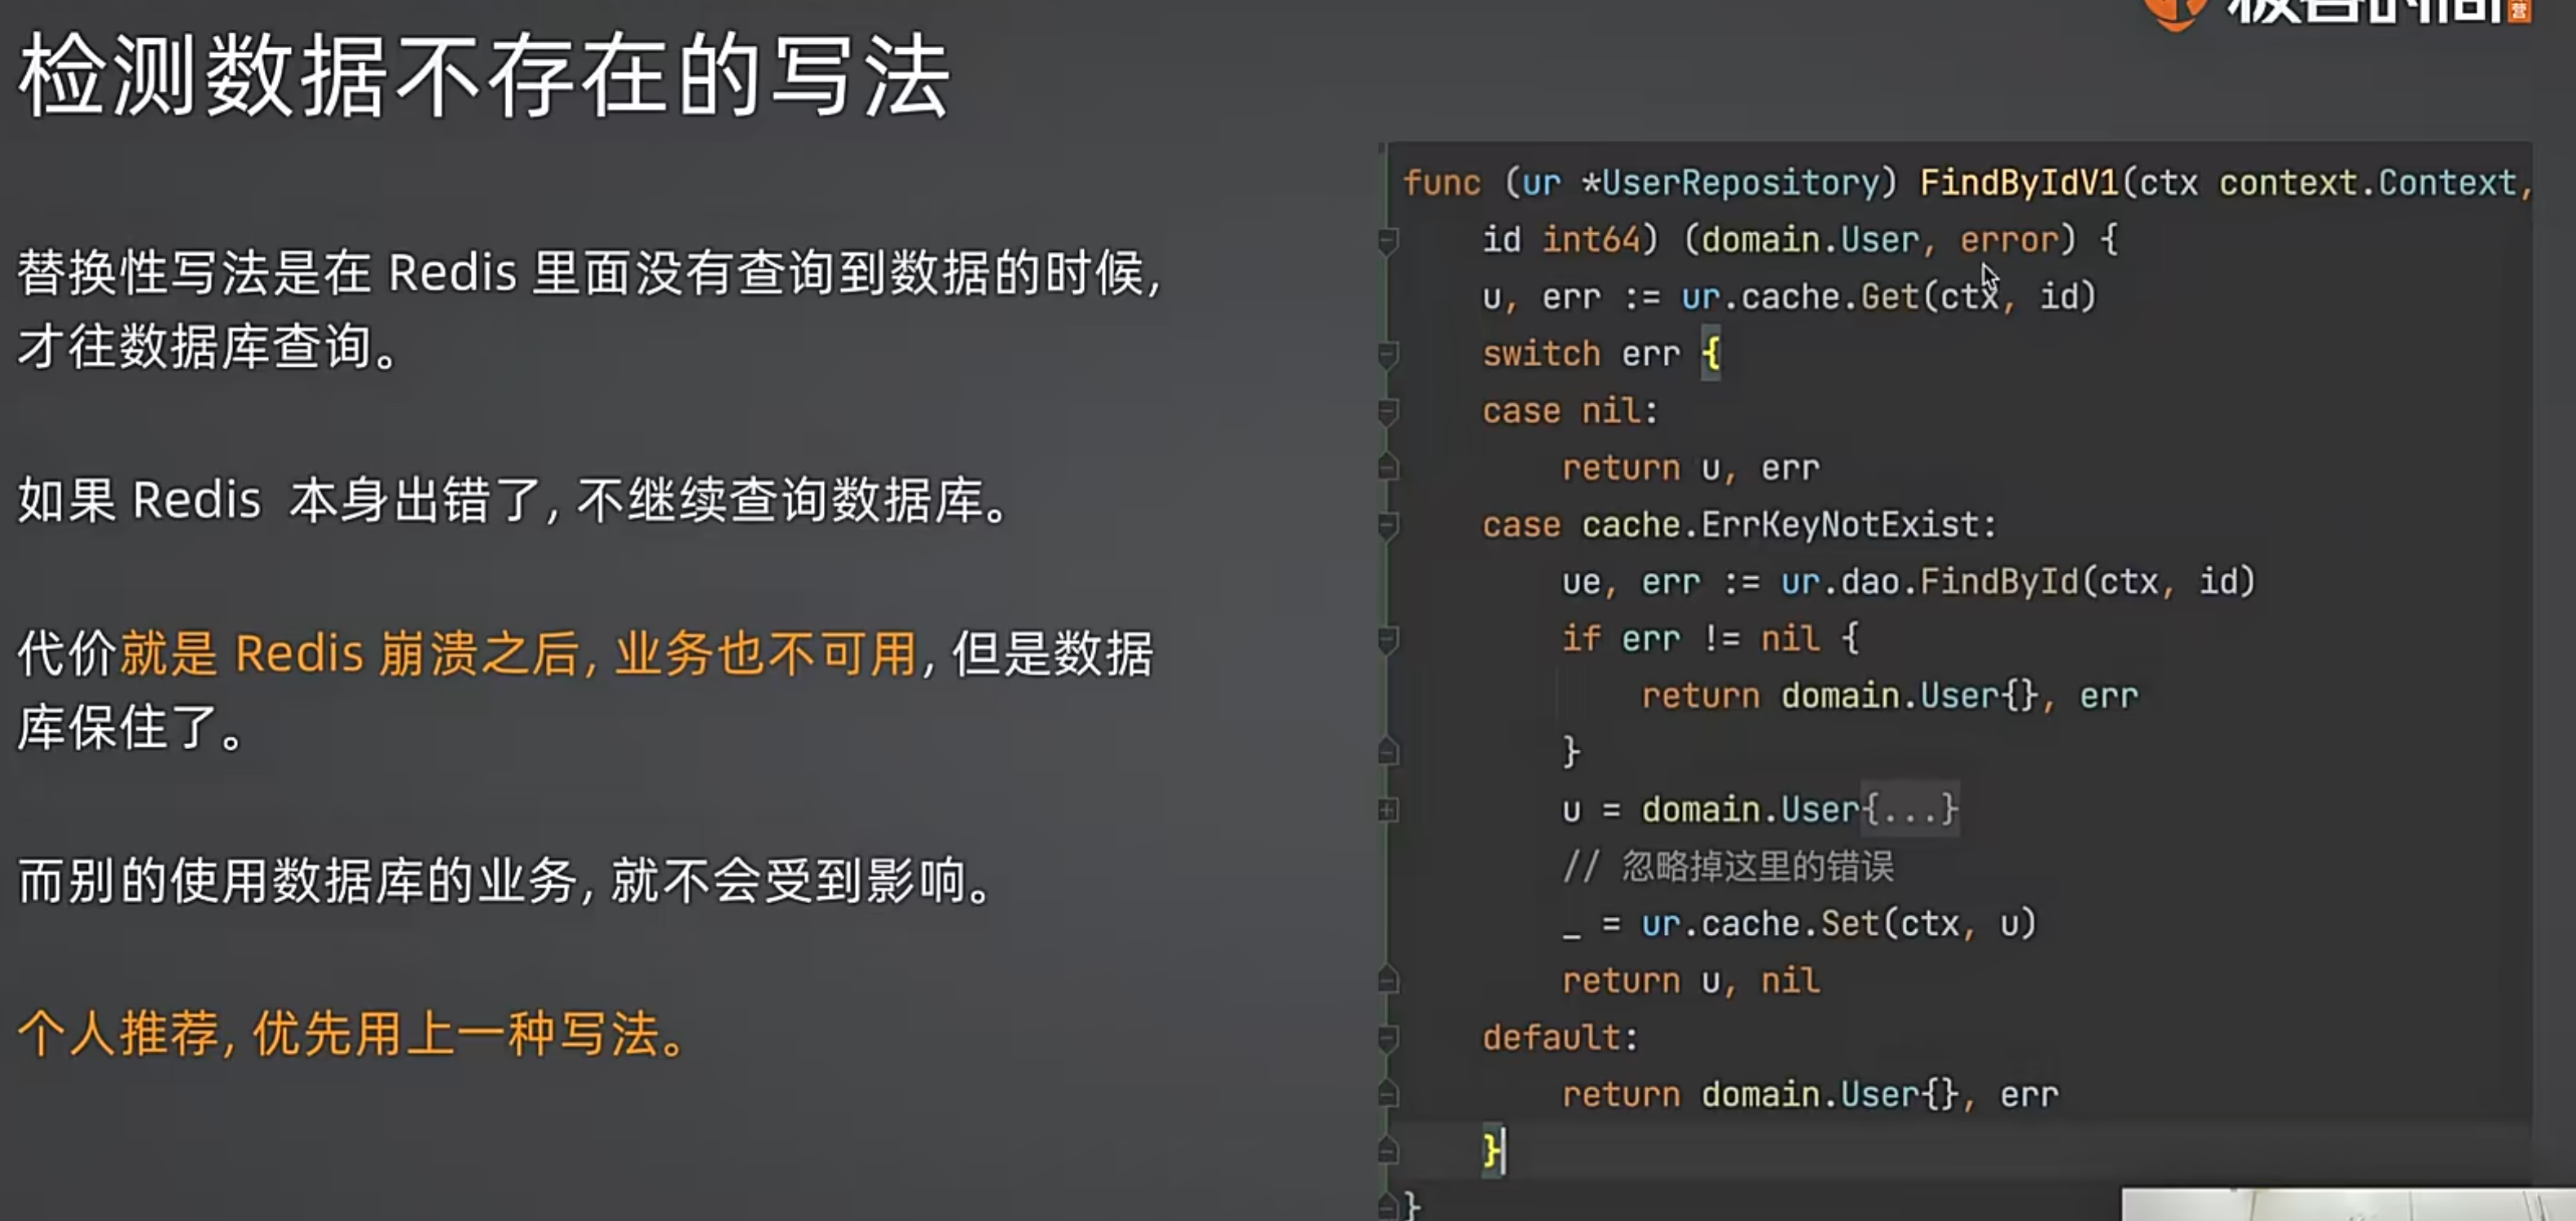 极客时间
营
检测数据不存在的写法
替换性写法是在 Redis 里面没有查询到数据的时候,
才往数据库查询。
如果 Redis 本身出错了, 不继续查询数据库。
代价就是 Redis 崩溃之后, 业务也不可用, 但是数据
库保住了。
而别的使用数据库的业务, 就不会受到影响。
个人推荐, 优先用上一种写法。
func (ur *UserRepository) FindByIdV1(ctx context.Context,
id int64) (domain.User, error) {
u, err := ur.cache.Get(ctx, id)
switch err {
case nil:
return u, err
case cache.ErrKeyNotExist:
ue, err := ur.dao.FindById(ctx, id)
if err != nil {
return domain.User{}, err
}
u = domain.User{...}
// 忽略掉这里的错误
_ = ur.cache.Set(ctx, u)
return u, nil
default:
return domain.User{}, err
}
}